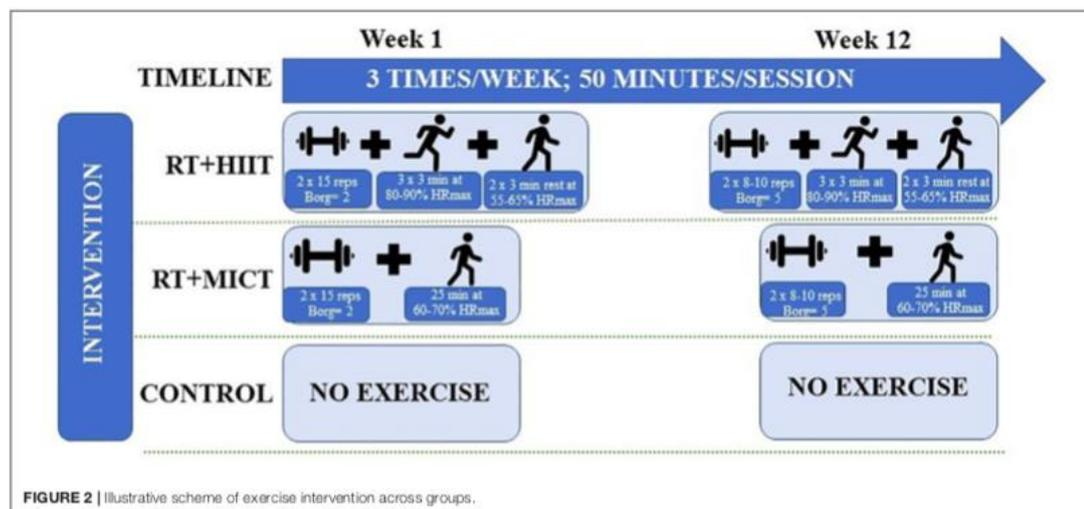 Week 1
Week 12
TIMELINE
3 TIMES/WEEK; 50 MINUTES/SESSION
INTERVENTION
RT+HIIT
2 x 15 reps
Borg= 2
3 x 3 min at
80-90% HRmax
2 x 3 min rest at
55-65% HRmax
2 x 8-10 reps
Borg= 5
3 x 3 min at
80-90% HRmax
2 x 3 min rest at
55-65% HRmax
RT+MICT
2 x 15 reps
Borg= 2
25 min at
60-70% HRmax
2 x 8-10 reps
Borg= 5
25 min at
60-70% HRmax
CONTROL
NO EXERCISE
NO EXERCISE
FIGURE 2 | Illustrative scheme of exercise intervention across groups.